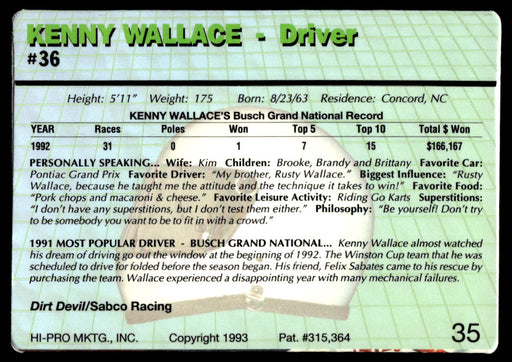 KENNY WALLACE - Driver
#36
Height: 5'11" Weight: 175 Born: 8/23/63 Residence: Concord, NC
KENNY WALLACE'S Busch Grand National Record
YEAR Races Poles Won Top 5 Top 10 Total $ Won
1992 31 0 1 7 15 $166,167
PERSONALLY SPEAKING... Wife: Kim Children: Brooke, Brandy and Brittany Favorite Car:
Pontiac Grand Prix Favorite Driver: "My brother, Rusty Wallace." Biggest Influence: "Rusty
Wallace, because he taught me the attitude and the technique it takes to win!" Favorite Food:
"Pork chops and macaroni & cheese." Favorite Leisure Activity: Riding Go Karts Superstitions:
"I don't have any superstitions, but I don't test them either." Philosophy: "Be yourself! Don't try
to be somebody you want to be to fit in with a crowd."
1991 MOST POPULAR DRIVER - BUSCH GRAND NATIONAL... Kenny Wallace almost watched
his dream of driving go out the window at the beginning of 1992. The Winston Cup team that he was
scheduled to drive for folded before the season began. His friend, Felix Sabates came to his rescue by
purchasing the team. Wallace experienced a disappointing year with many mechanical failures.
Dirt Devil/Sabco Racing
HI-PRO MKTG., INC. Copyright 1993 Pat. #315,364 35